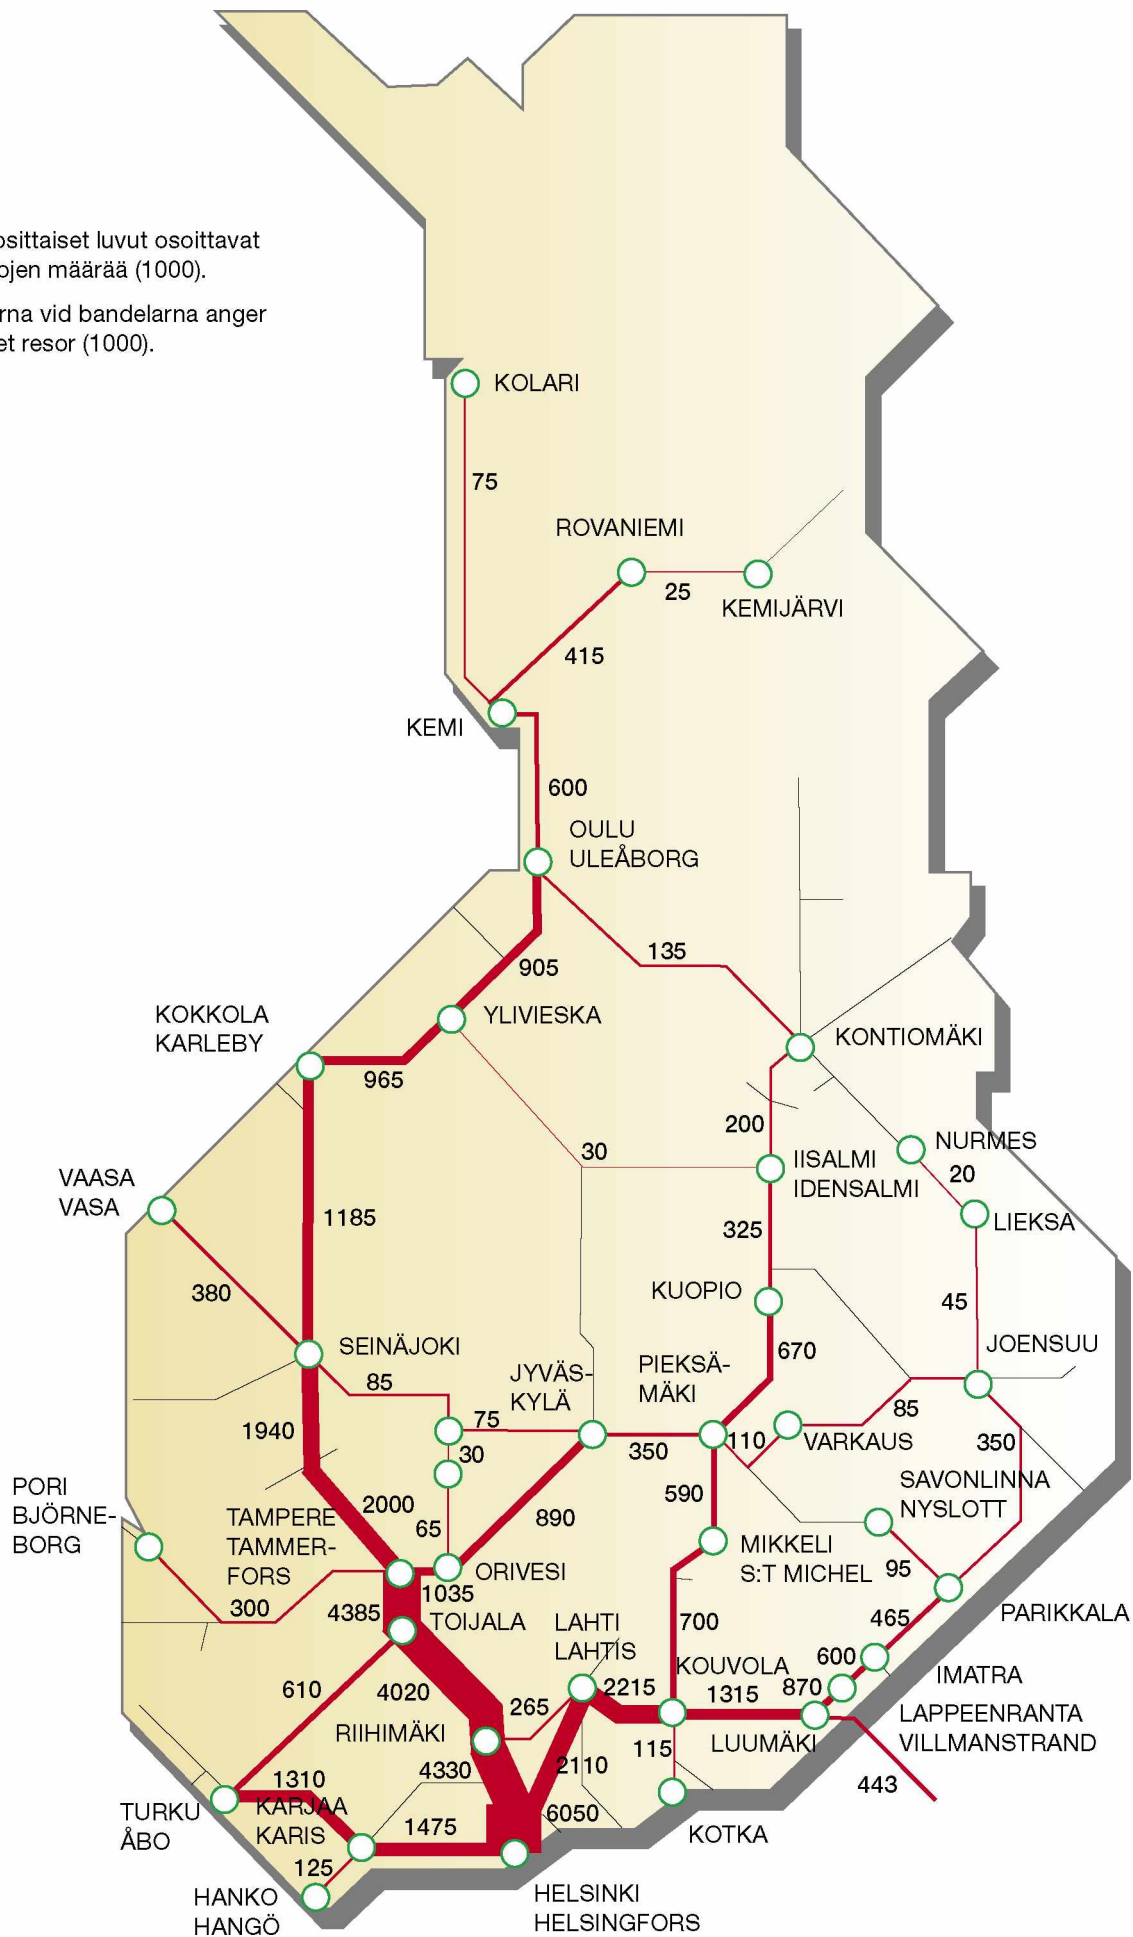 osittaiset luvut osoittavat
ojen määrää (1000).
rna vid bandelarna anger
et resor (1000).
KOLARI
75
ROVANIEMI
25
KEMIJÄRVI
415
KEMI
600
OULU
ULEÅBORG
135
905
KOKKOLA
KARLEBY
YLIVIESKA
KONTIOMÄKI
965
200
NURMES
30
IISALMI
IDENSALMI
20
VAASA
VASA
1185
LIEKSA
325
380
KUOPIO
45
SEINÄJOKI
670
JOENSUU
85
JYVÄS-
KYLÄ
PIEKSÄ-
MÄKI
75
85
1940
30
350
110
VARKAUS
350
PORI
BJÖRNE-
BORG
SAVONLINNA
NYSLOTT
2000
590
TAMPERE
TAMMER-
FORS
65
890
MIKKELI
S:T MICHEL
ORIVESI
95
1035
300
4385
TOIJALA
PARIKKALA
LAHTI
LAHTIS
700
465
600
KOUVOLA
IMATRA
610
4020
2215
1315
870
265
LAPPEENRANTA
VILLMANSTRAND
RIIHIMÄKI
115
LUUMÄKI
4330
2110
443
1310
TURKU
ÅBO
KARJAA
KARIS
1475
6050
KOTKA
125
HANKO
HANGÖ
HELSINKI
HELSINGFORS